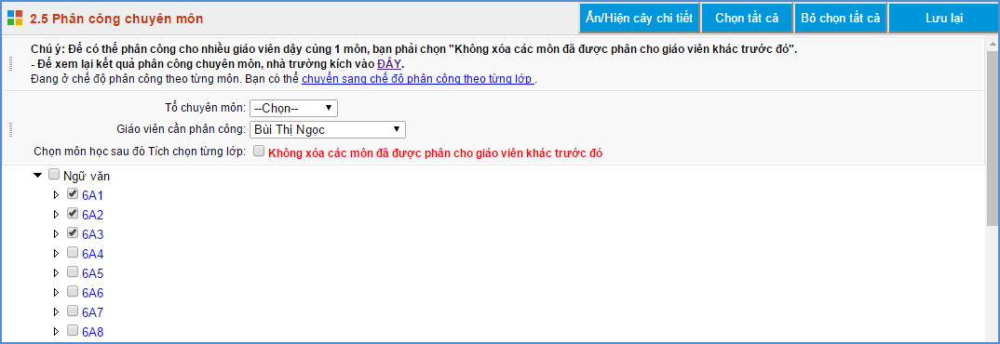 2.5 Phân công chuyên môn
Ẩn/Hiện cây chi tiết
Chọn tất cả
Bỏ chọn tất cả
Lưu lại
Chú ý: Để có thể phân công cho nhiều giáo viên dậy cùng 1 môn, bạn phải chọn "Không xóa các môn đã được phân cho giáo viên khác trước đó".
- Để xem lại kết quả phân công chuyên môn, nhà trường kích vào ĐÂY.
Đang ở chế độ phân công theo từng môn. Bạn có thể chuyển sang chế độ phân công theo từng lớp .
Tổ chuyên môn: --Chọn--
Giáo viên cần phân công: Bùi Thị Ngọc
Chọn môn học sau đó Tích chọn từng lớp: Không xóa các môn đã được phân cho giáo viên khác trước đó
Ngữ văn
6A1
6A2
6A3
6A4
6A5
6A6
6A7
6A8